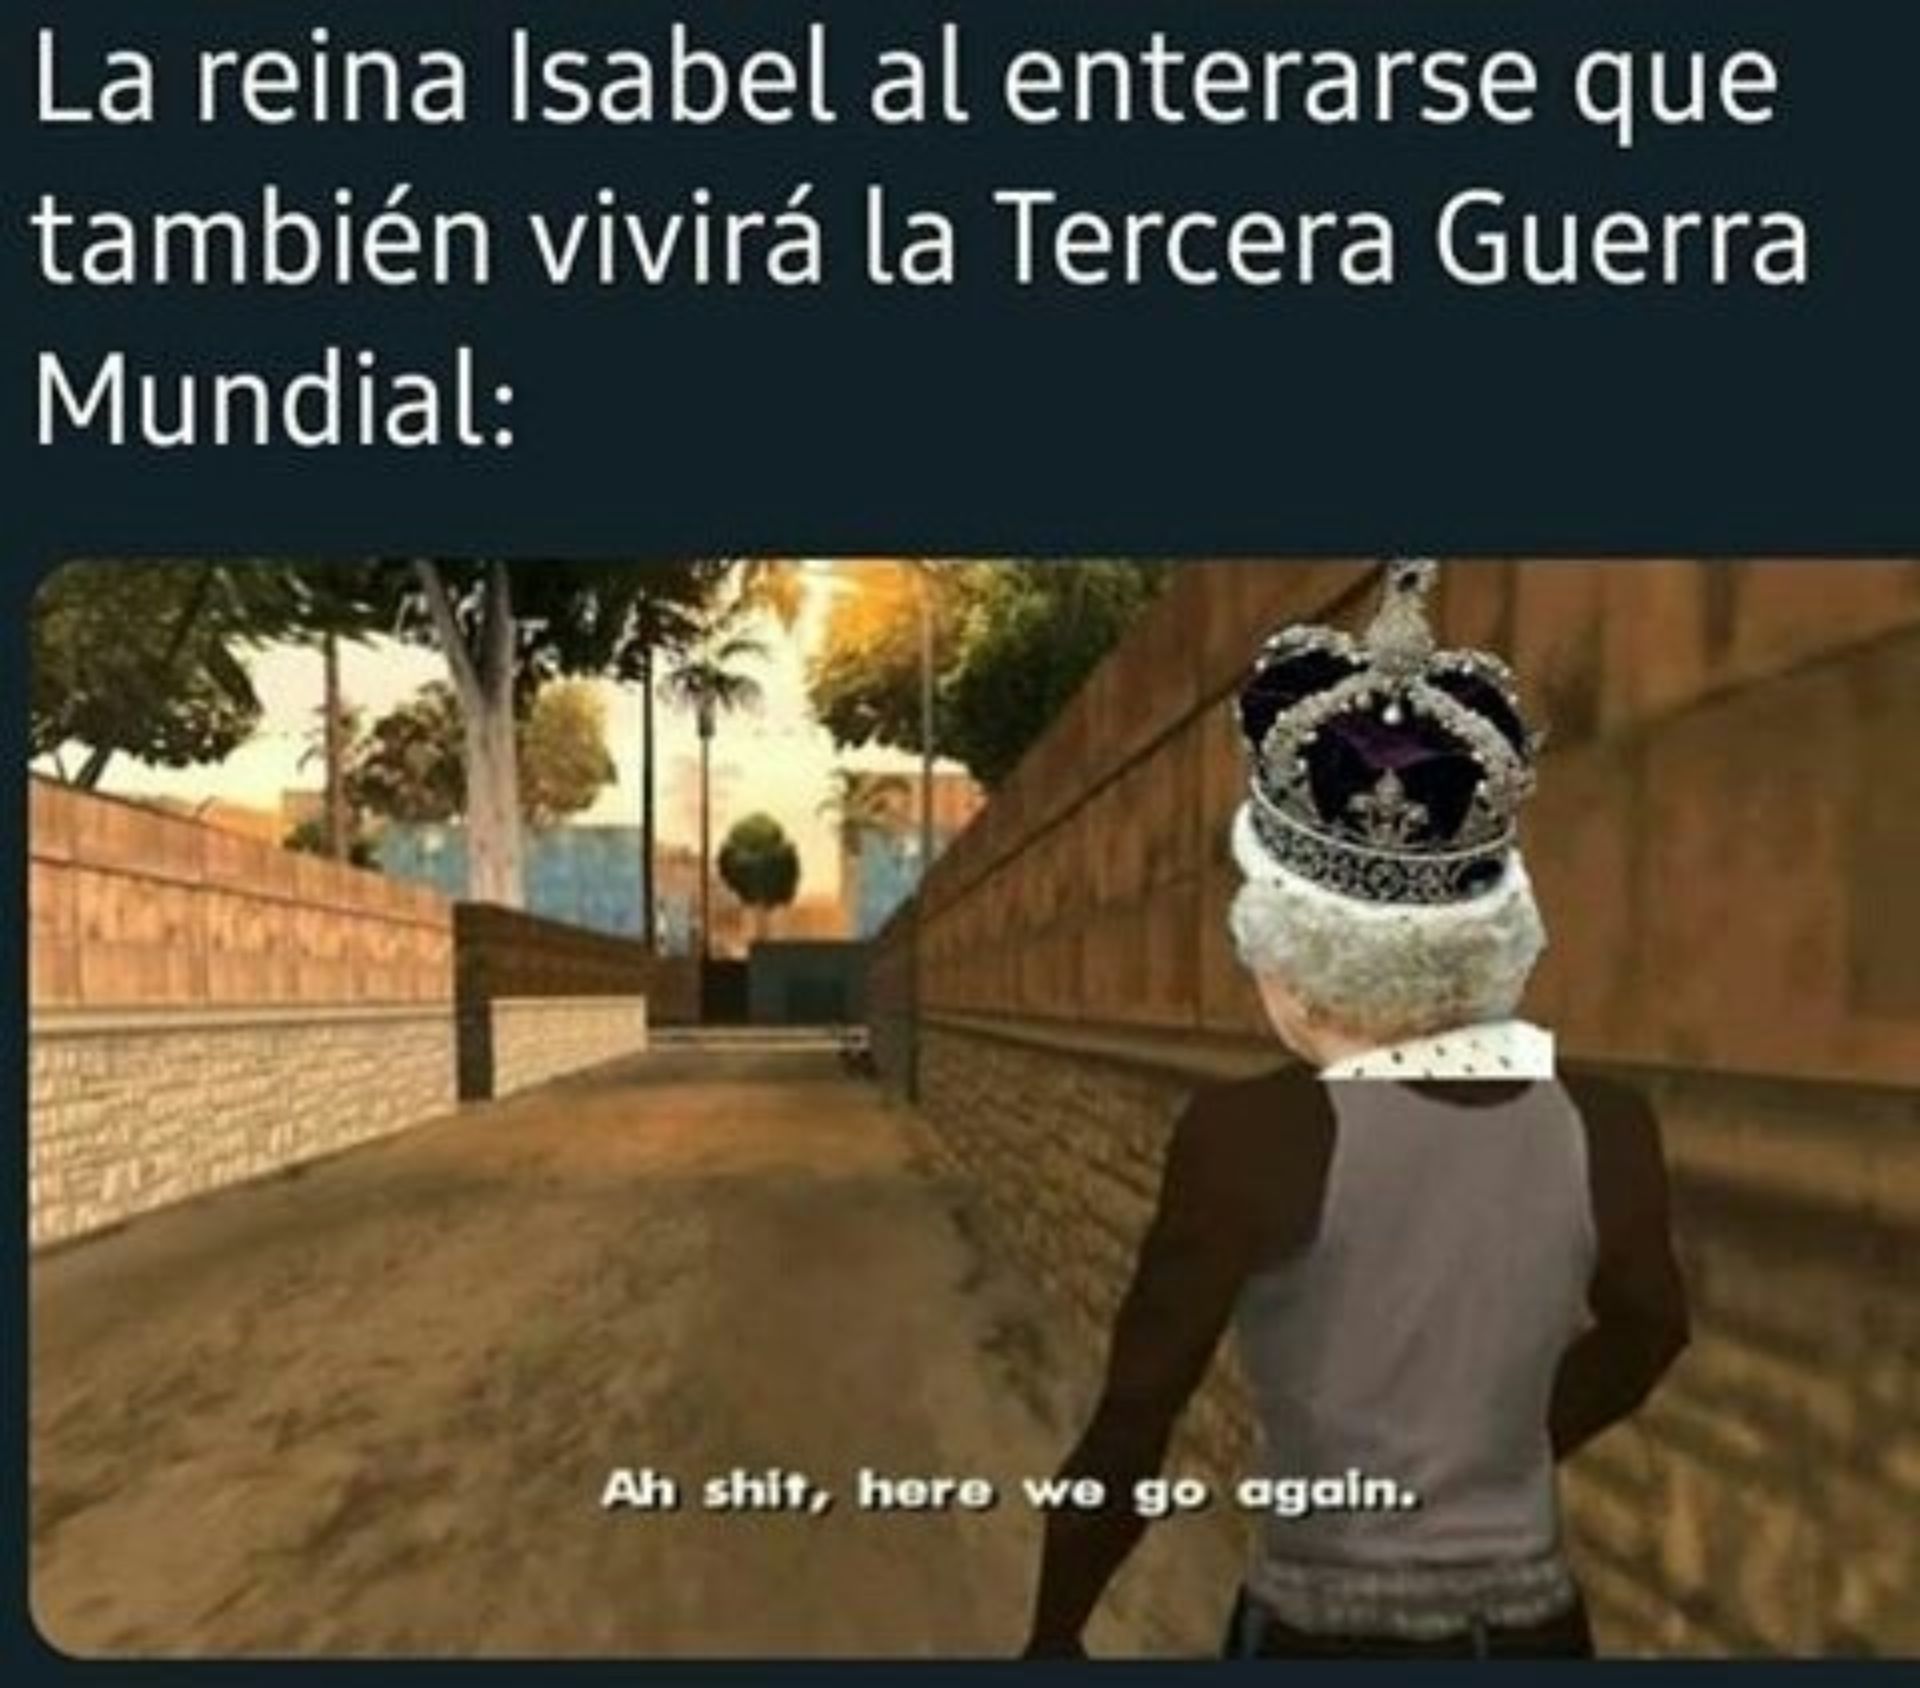 La reina Isabel al enterarse que
también vivirá la Tercera Guerra
Mundial:
Ah shit, here we go again.